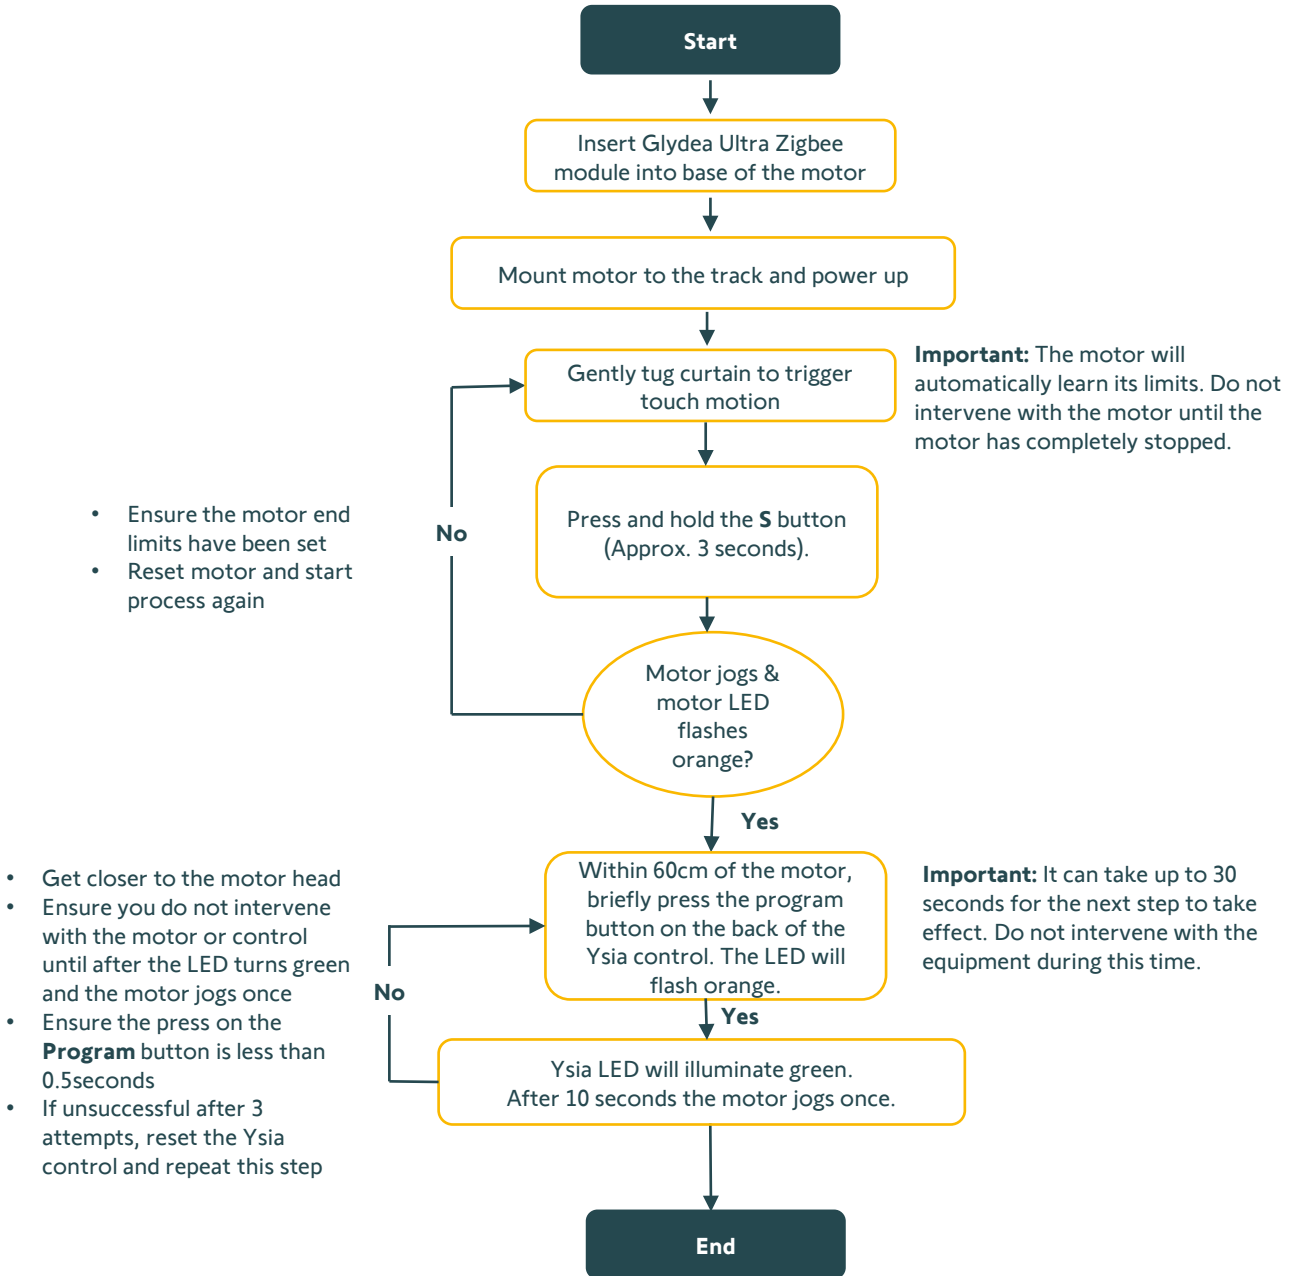 Start
Insert Glydea Ultra Zigbee
module into base of the motor
Mount motor to the track and power up
Gently tug curtain to trigger
touch motion
Important: The motor will
automatically learn its limits. Do not
intervene with the motor until the
motor has completely stopped.
Press and hold the S button
(Approx. 3 seconds).
• Ensure the motor end
limits have been set
• Reset motor and start
process again
No
Motor jogs &
motor LED
flashes
orange?
Yes
Within 60cm of the motor,
briefly press the program
button on the back of the
Ysia control. The LED will
flash orange.
Important: It can take up to 30
seconds for the next step to take
effect. Do not intervene with the
equipment during this time.
• Get closer to the motor head
• Ensure you do not intervene
with the motor or control
until after the LED turns green
and the motor jogs once
• Ensure the press on the
Program button is less than
0.5seconds
• If unsuccessful after 3
attempts, reset the Ysia
control and repeat this step
No
Yes
Ysia LED will illuminate green.
After 10 seconds the motor jogs once.
End